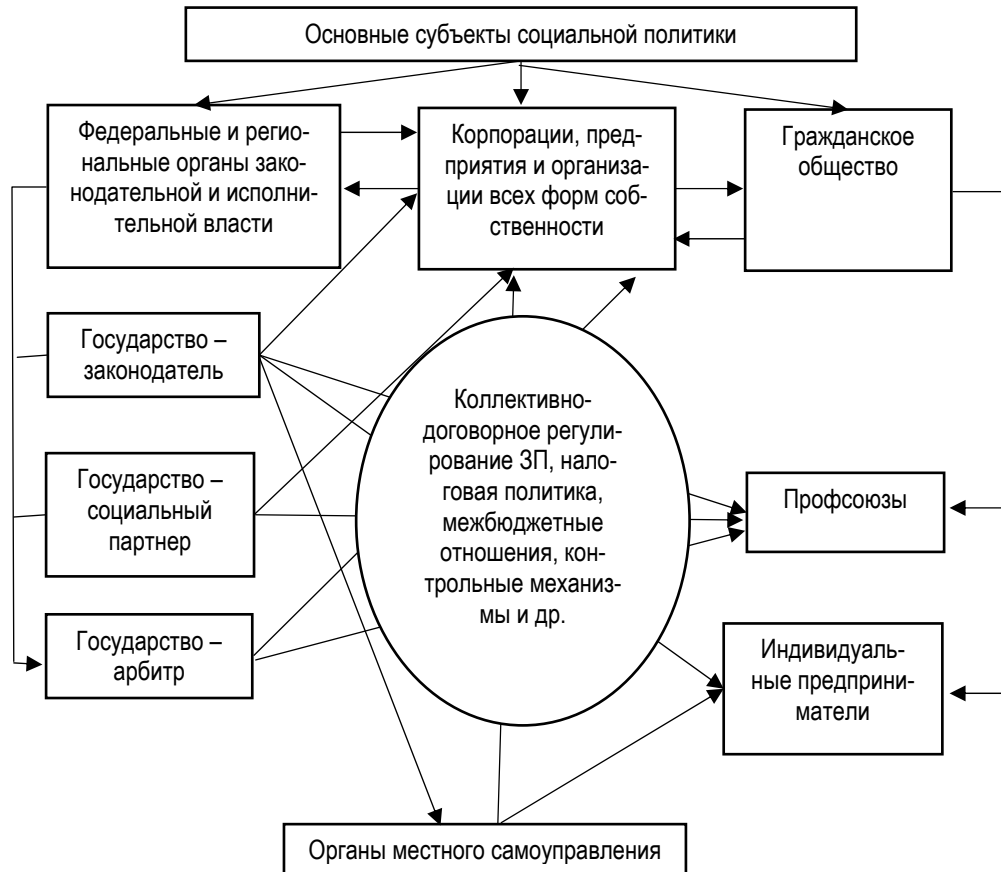 Основные субъекты социальной политики
Федеральные и регио-
нальные органы зако-
нодательной и исполни-
тельной власти
Корпорации, пред-
приятия и организа-
ции всех форм соб-
ственности
Гражданское
общество
Государство –
законодатель
Коллективно-
договорное регули-
рование ЗП, нало-
говая политика,
межбюджетные
отношения, кон-
трольные механиз-
мы и др.
Государство –
социальный
партнер
Профсоюзы
Государство –
арбитр
Индивидуаль-
ные предприни-
матели
Органы местного самоуправления